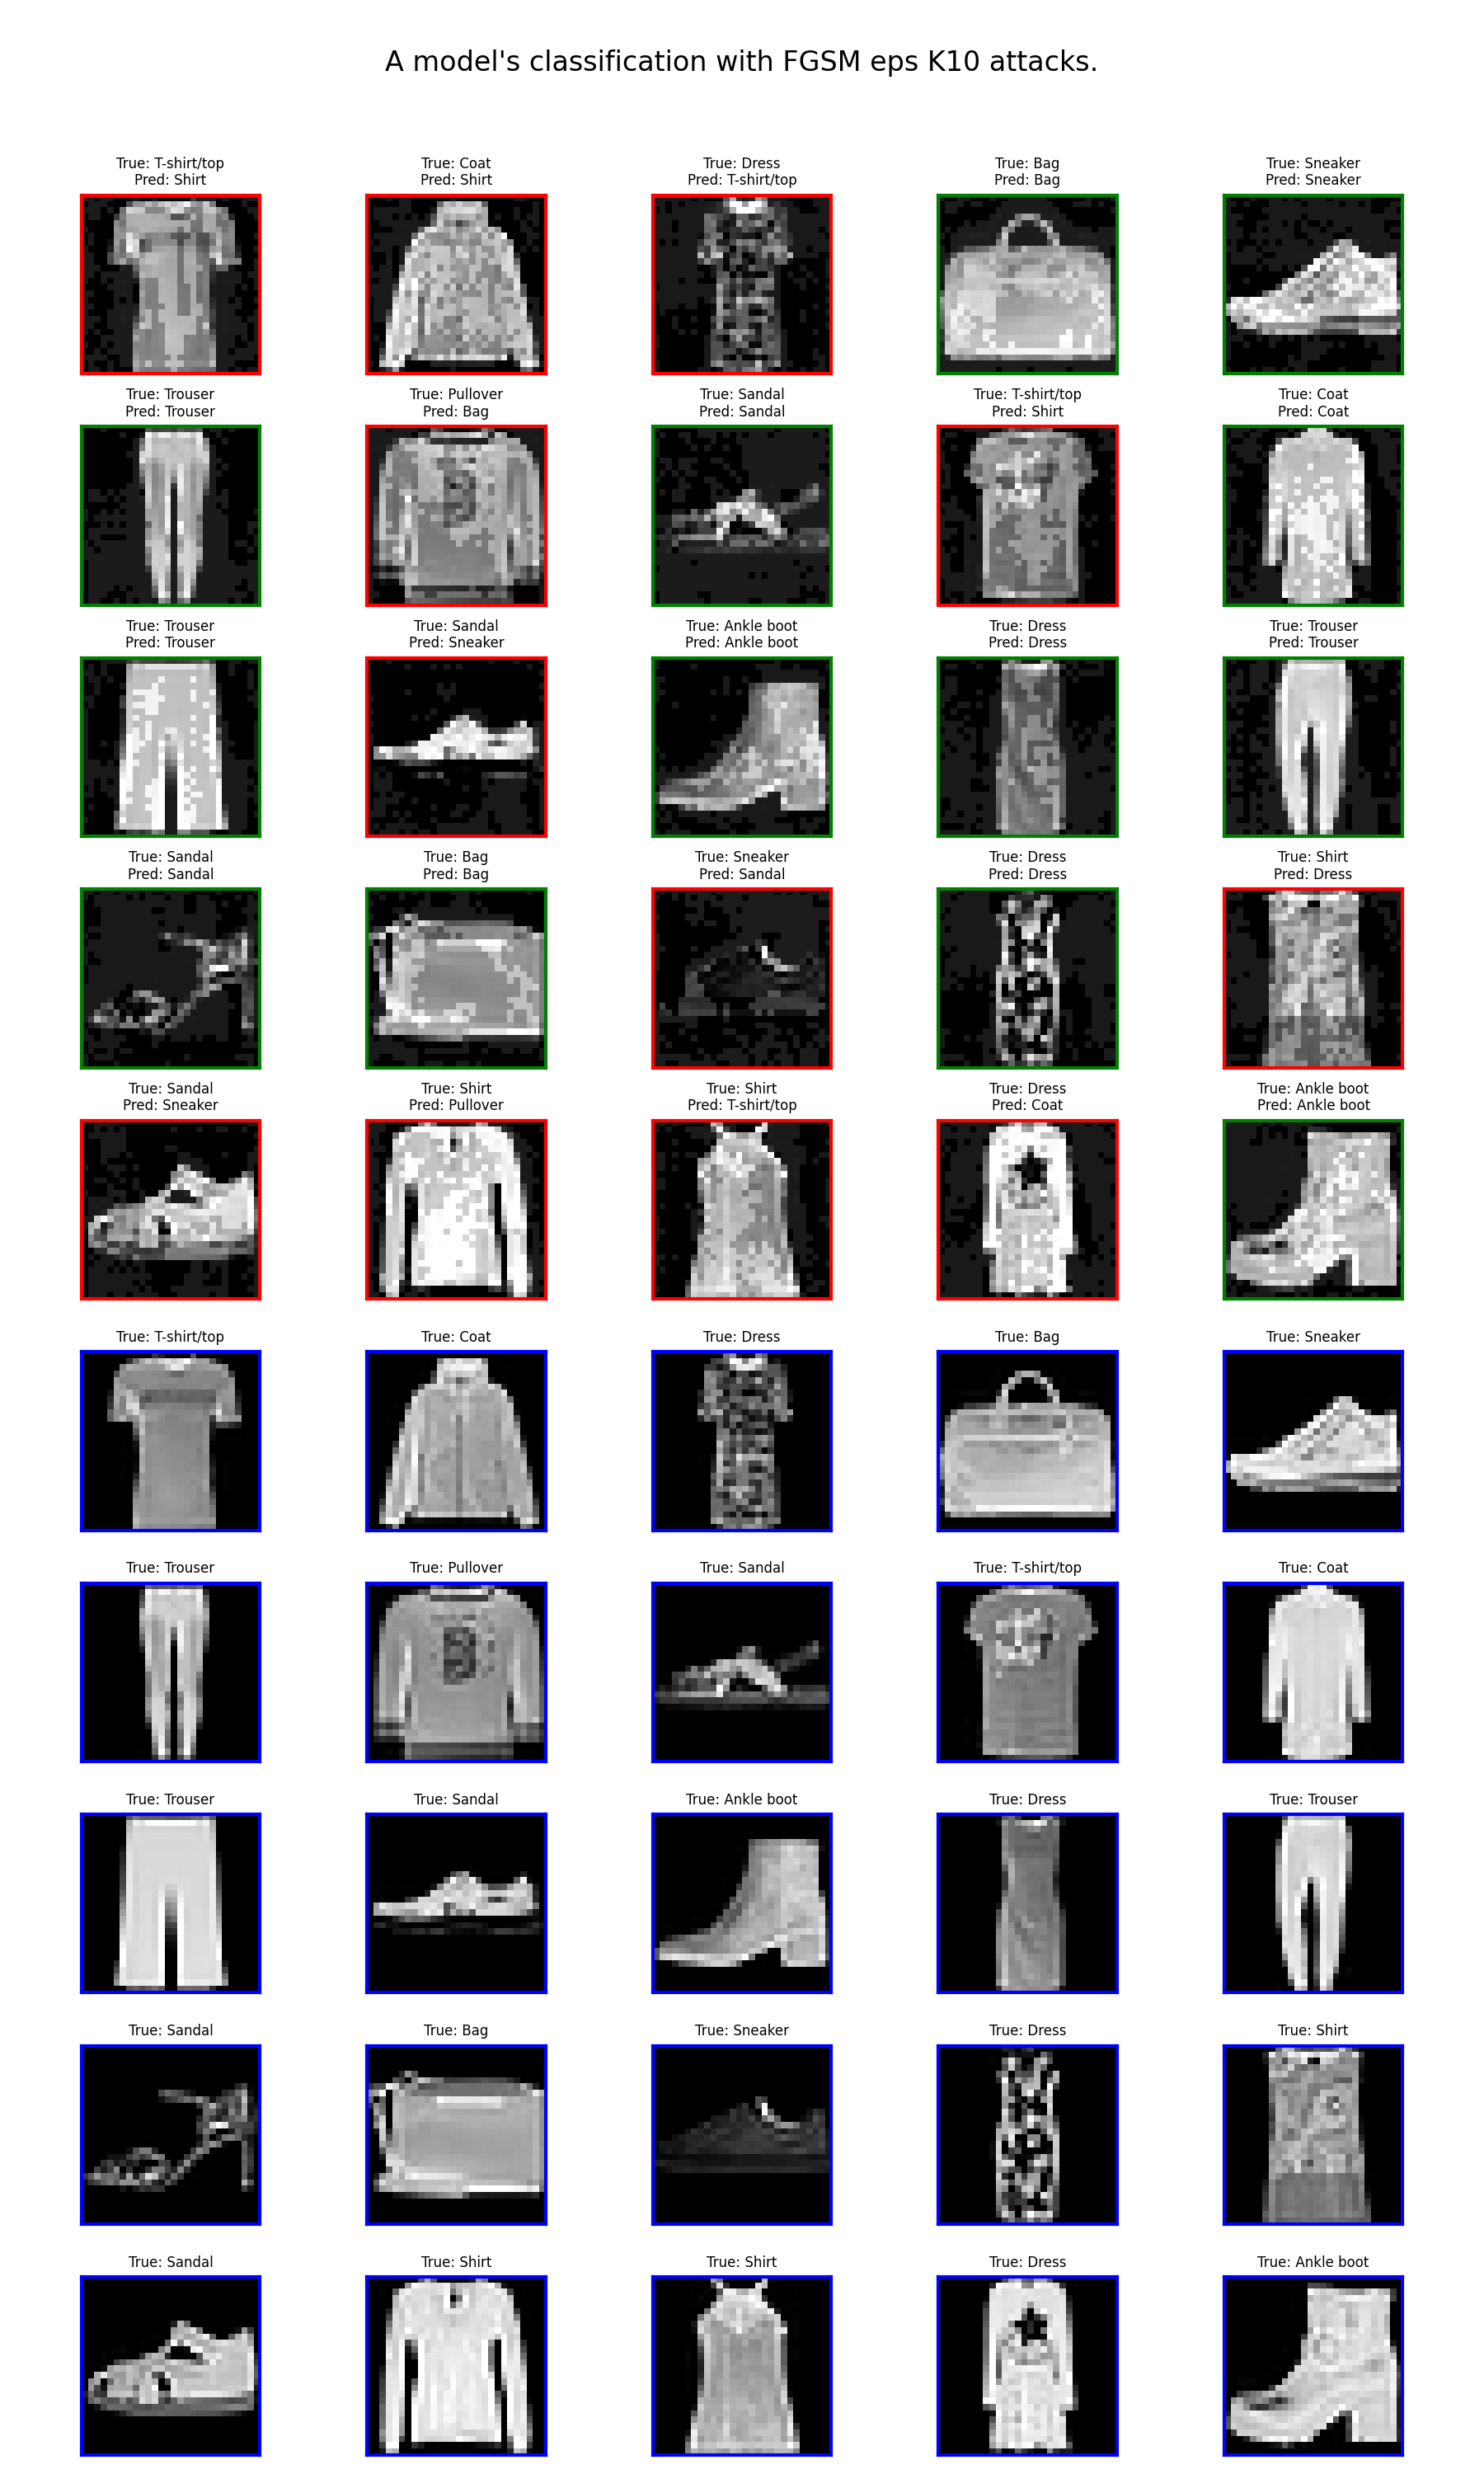 A model's classification with FGSM eps K10 attacks.
True: T-shirt/top
Pred: Shirt
True: Coat
Pred: Shirt
True: Dress
Pred: T-shirt/top
True: Bag
Pred: Bag
True: Sneaker
Pred: Sneaker
True: Trouser
Pred: Trouser
True: Pullover
Pred: Bag
True: Sandal
Pred: Sandal
True: T-shirt/top
Pred: Shirt
True: Coat
Pred: Coat
True: Trouser
Pred: Trouser
True: Sandal
Pred: Sneaker
True: Ankle boot
Pred: Ankle boot
True: Dress
Pred: Dress
True: Trouser
Pred: Trouser
True: Sandal
Pred: Sandal
True: Bag
Pred: Bag
True: Sneaker
Pred: Sandal
True: Dress
Pred: Dress
True: Shirt
Pred: Dress
True: Sandal
Pred: Sneaker
True: Shirt
Pred: Pullover
True: Shirt
Pred: T-shirt/top
True: Dress
Pred: Coat
True: Ankle boot
Pred: Ankle boot
True: T-shirt/top
True: Coat
True: Dress
True: Bag
True: Sneaker
True: Trouser
True: Pullover
True: Sandal
True: T-shirt/top
True: Coat
True: Trouser
True: Sandal
True: Ankle boot
True: Dress
True: Trouser
True: Sandal
True: Bag
True: Sneaker
True: Dress
True: Shirt
True: Sandal
True: Shirt
True: Shirt
True: Dress
True: Ankle boot